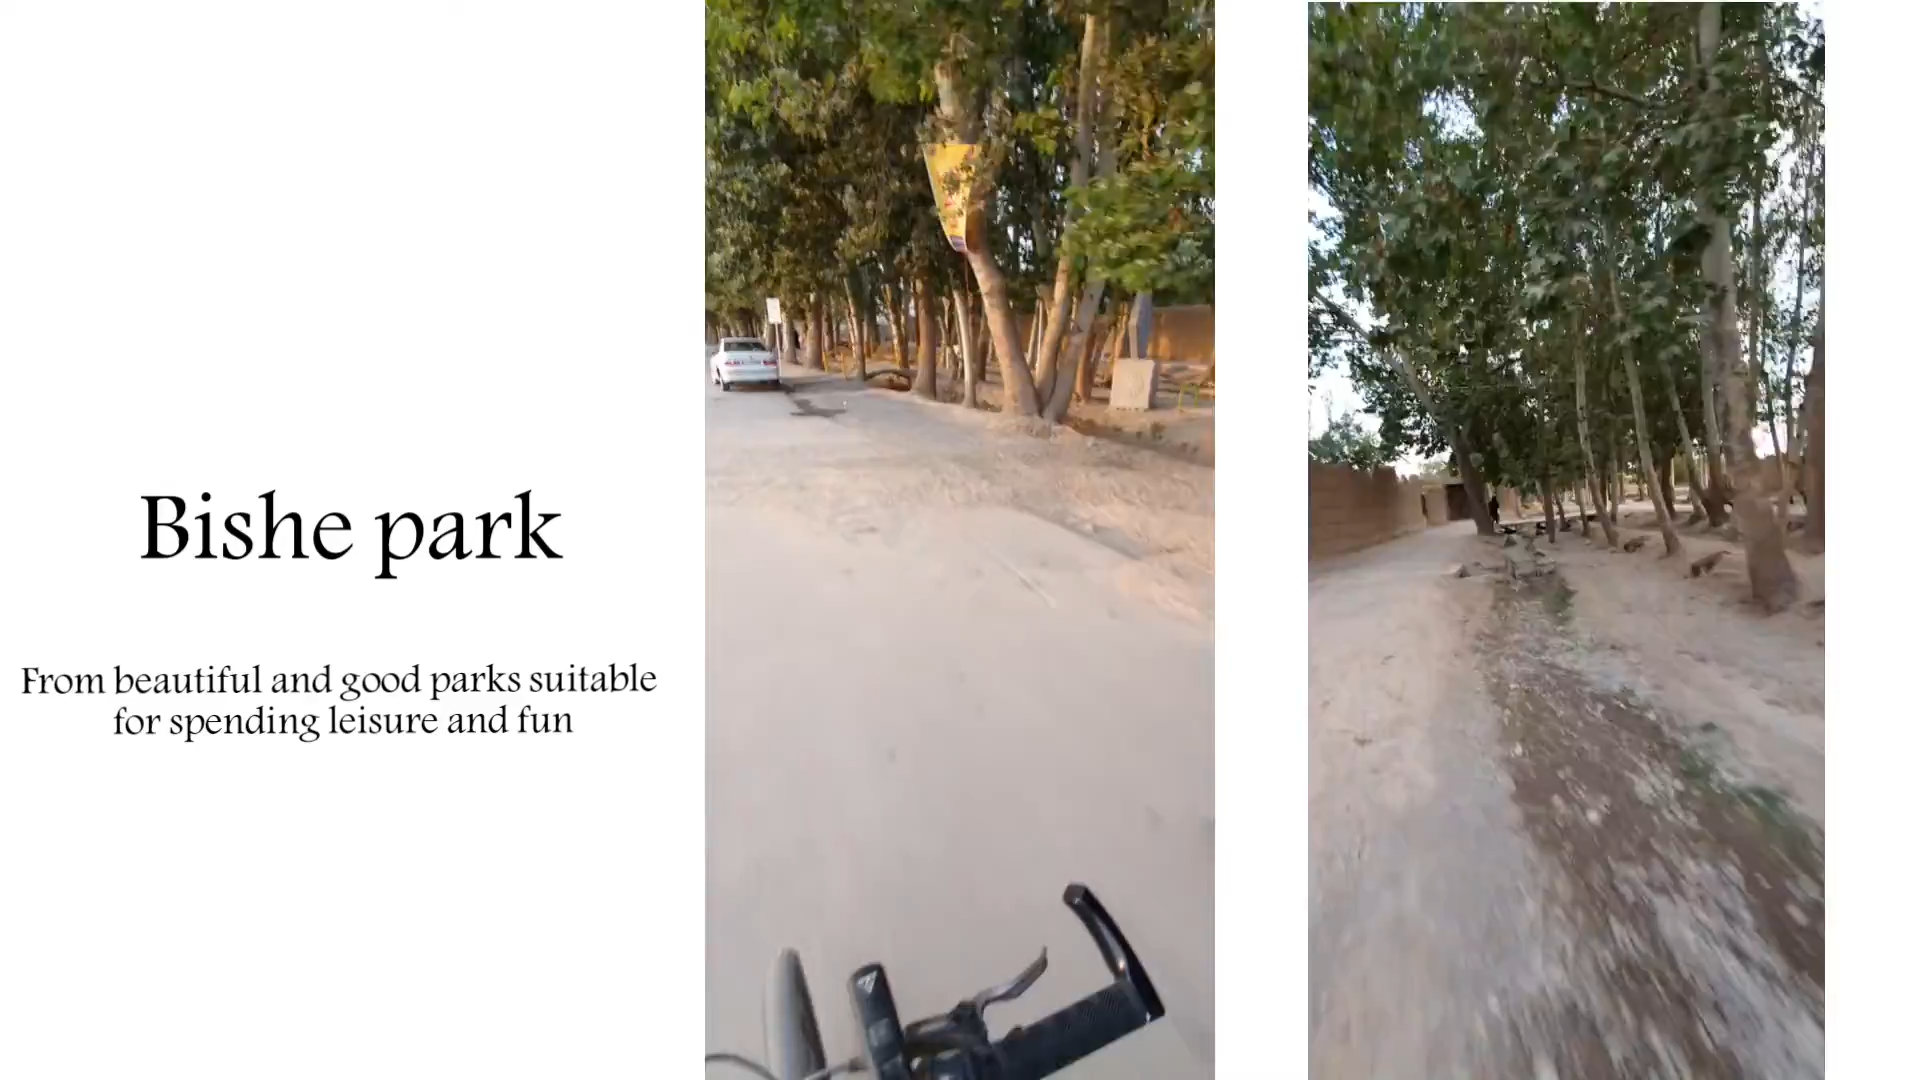 Bishe park
From beautiful and good parks suitable
for spending leisure and fun